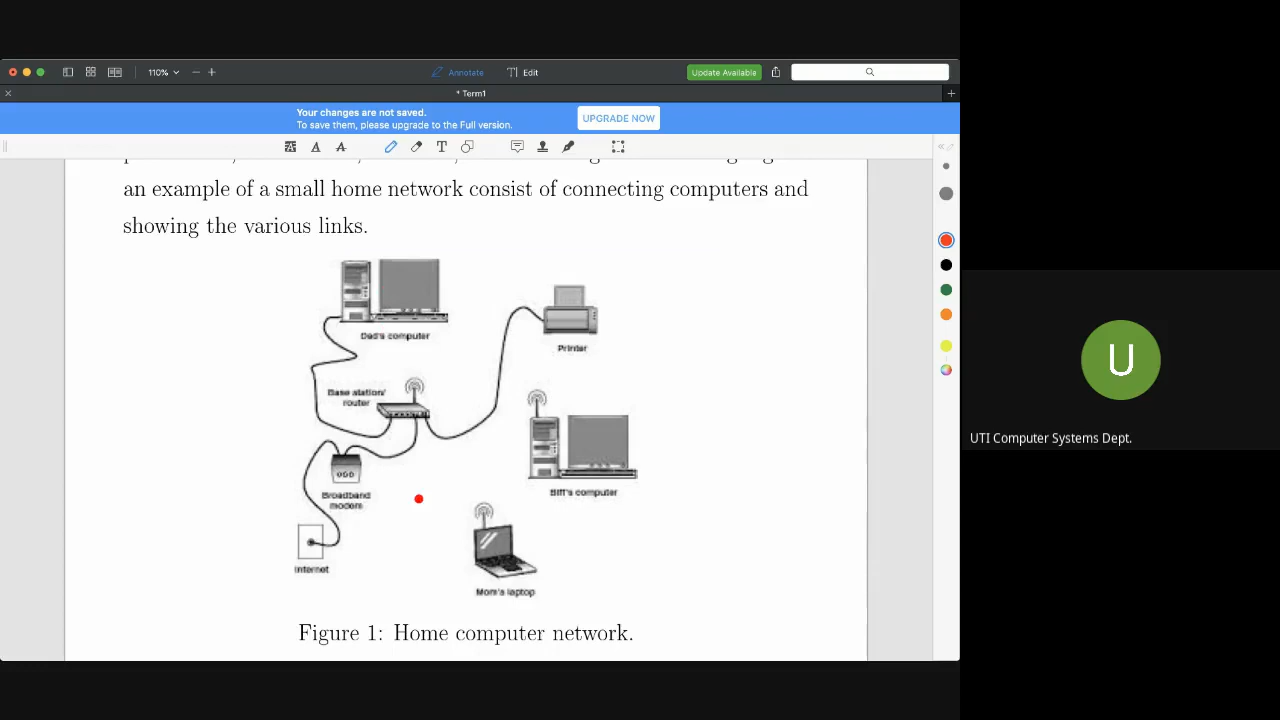 110%
Annotate
Edit
Update Available
* Term1
Your changes are not saved.
To save them, please upgrade to the Full version.
UPGRADE NOW
an example of a small home network consist of connecting computers and
showing the various links.
Dad's computer
Printer
Base station/
router
Biff's computer
Broadband
modem
Internet
Mom's laptop
Figure 1: Home computer network.
U
UTI Computer Systems Dept.